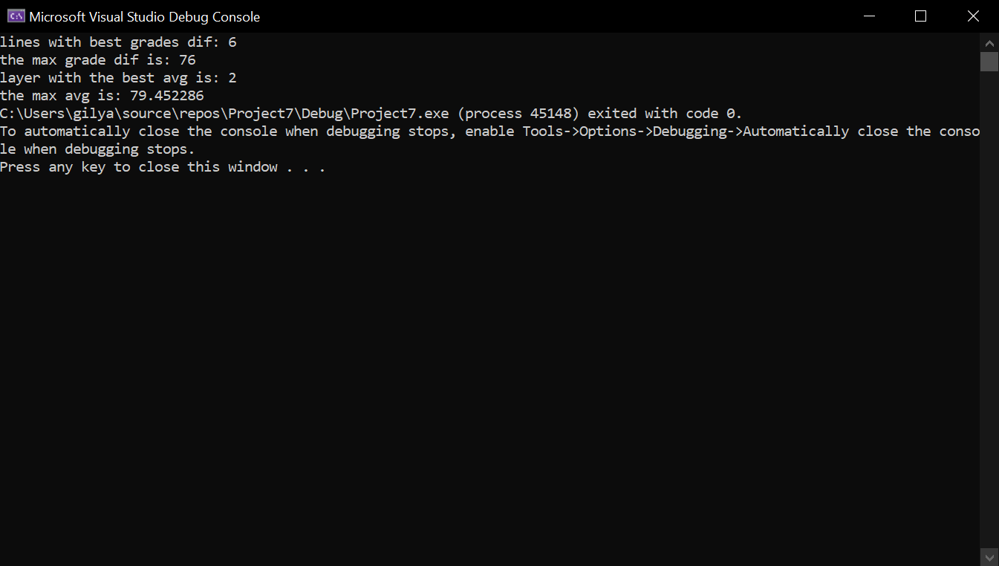 Microsoft Visual Studio Debug Console
lines with best grades dif: 6
the max grade dif is: 76
layer with the best avg is: 2
the max avg is: 79.452286
C:\Users\gilya\source\repos\Project7\Debug\Project7.exe (process 45148) exited with code 0.
To automatically close the console when debugging stops, enable Tools->Options->Debugging->Automatically close the conso
le when debugging stops.
Press any key to close this window . . .